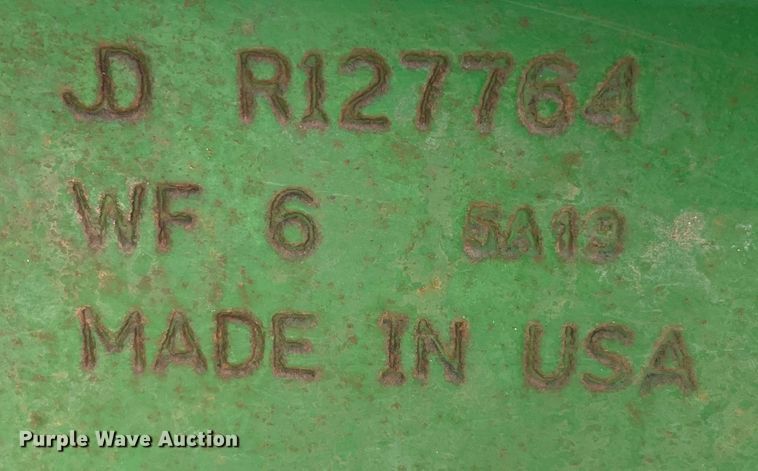 JD R127764
WF 6 5A19
MADE IN USA
Purple Wave Auction